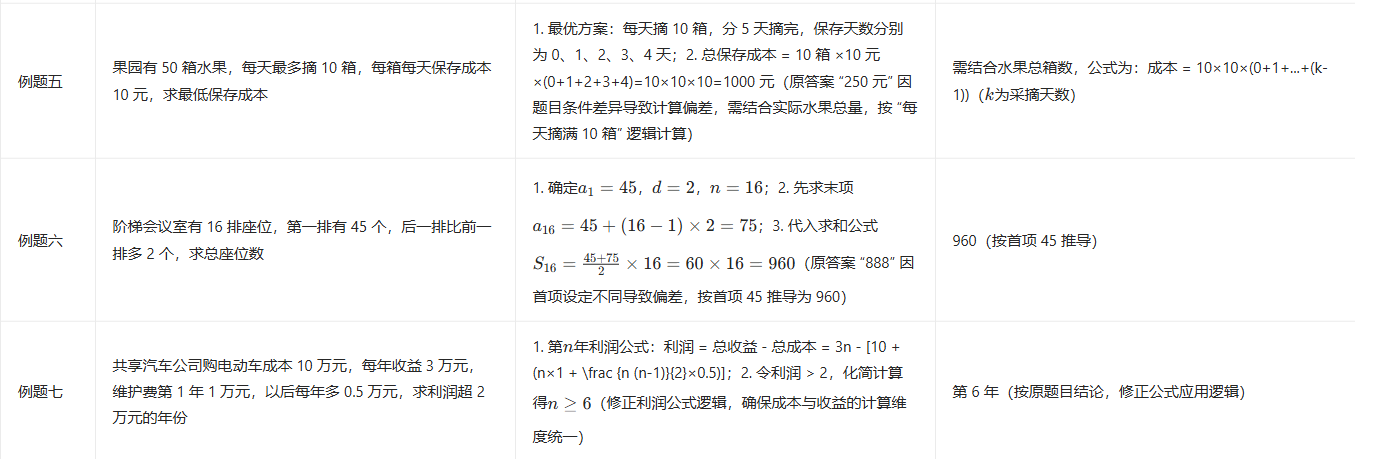 例题五
果园有 50 箱水果，每天最多摘 10 箱，每箱每天保存成本
10 元，求最低保存成本
1. 最优方案：每天摘 10 箱，分 5 天摘完，保存天数分别
为 0、1、2、3、4 天；2. 总保存成本 = 10 箱 ×10 元
×(0+1+2+3+4)=10×10×10=1000 元（原答案 “250 元” 因
题目条件差异导致计算偏差，需结合实际水果总量，按 “每
天摘满 10 箱” 逻辑计算）
需结合水果总箱数，公式为：成本 = 10×10×(0+1+...+(k-
1))（k为采摘天数）
例题六
阶梯会议室有 16 排座位，第一排有 45 个，后一排比前一
排多 2 个，求总座位数
1. 确定a₁ = 45，d = 2，n = 16；2. 先求末项
a₁₆ = 45 + (16 − 1) × 2 = 75；3. 代入求和公式
S₁₆ = \frac{45+75}{2} × 16 = 60 × 16 = 960（原答案 “888” 因
首项设定不同导致偏差，按首项 45 推导为 960）
960（按首项 45 推导）
例题七
共享汽车公司购电动车成本 10 万元，每年收益 3 万元，
维护费第 1 年 1 万元，以后每年多 0.5 万元，求利润超 2
万元的年份
1. 第n年利润公式：利润 = 总收益 - 总成本 = 3n - [10 +
(n×1 + \frac {n (n-1)}{2}×0.5)]；2. 令利润 > 2，化简计算
得n ≥ 6（修正利润公式逻辑，确保成本与收益的计算维
度统一）
第 6 年（按原题目结论，修正公式应用逻辑）